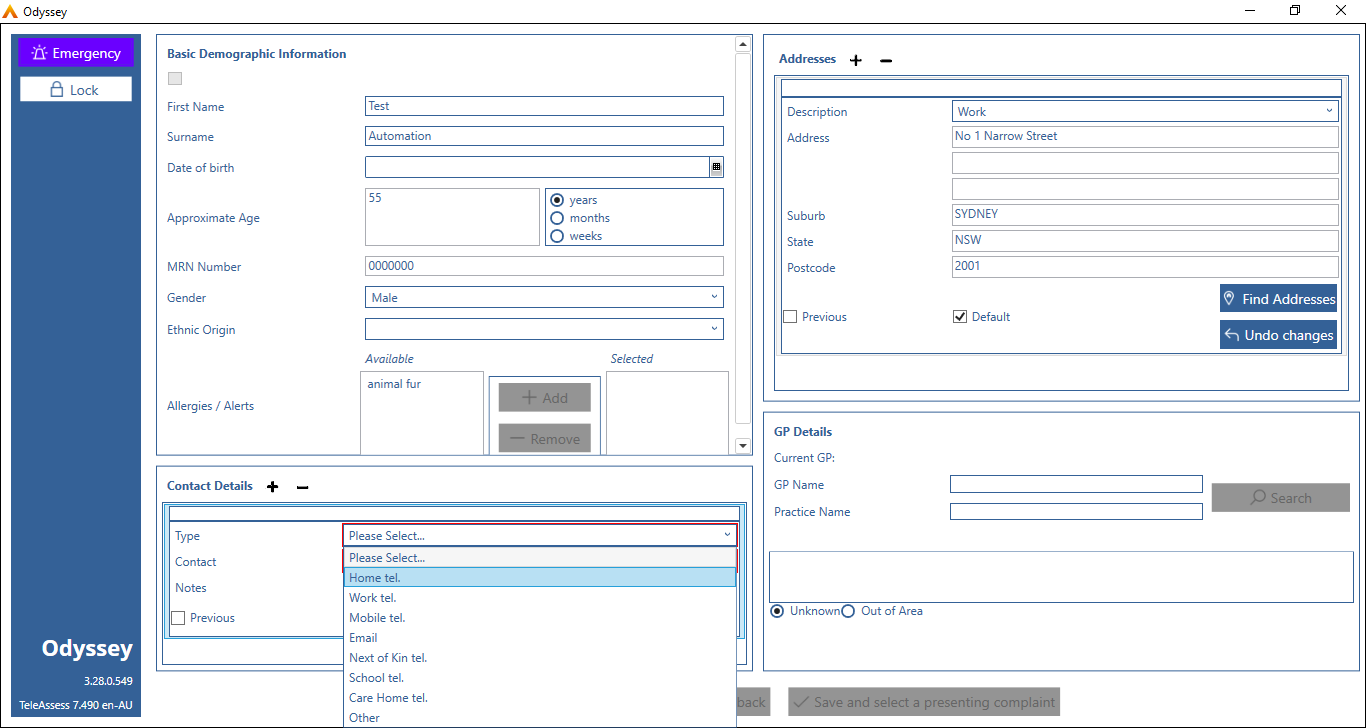 Odyssey
Emergency
Lock
Odyssey
3.28.0.549
TeleAssess 7.490 en-AU
Basic Demographic Information
First Name
Test
Surname
Automation
Date of birth
Approximate Age
55
years
months
weeks
MRN Number
0000000
Gender
Male
Ethnic Origin
Available
Selected
Allergies / Alerts
animal fur
Add
Remove
Contact Details
Type
Please Select...
Contact
Notes
Previous
Please Select...
Home tel.
Work tel.
Mobile tel.
Email
Next of Kin tel.
School tel.
Care Home tel.
Other
Addresses
Description
Work
Address
No 1 Narrow Street
Suburb
SYDNEY
State
NSW
Postcode
2001
Find Addresses
Previous
Default
Undo changes
GP Details
Current GP:
GP Name
Search
Practice Name
Unknown
Out of Area
back
Save and select a presenting complaint